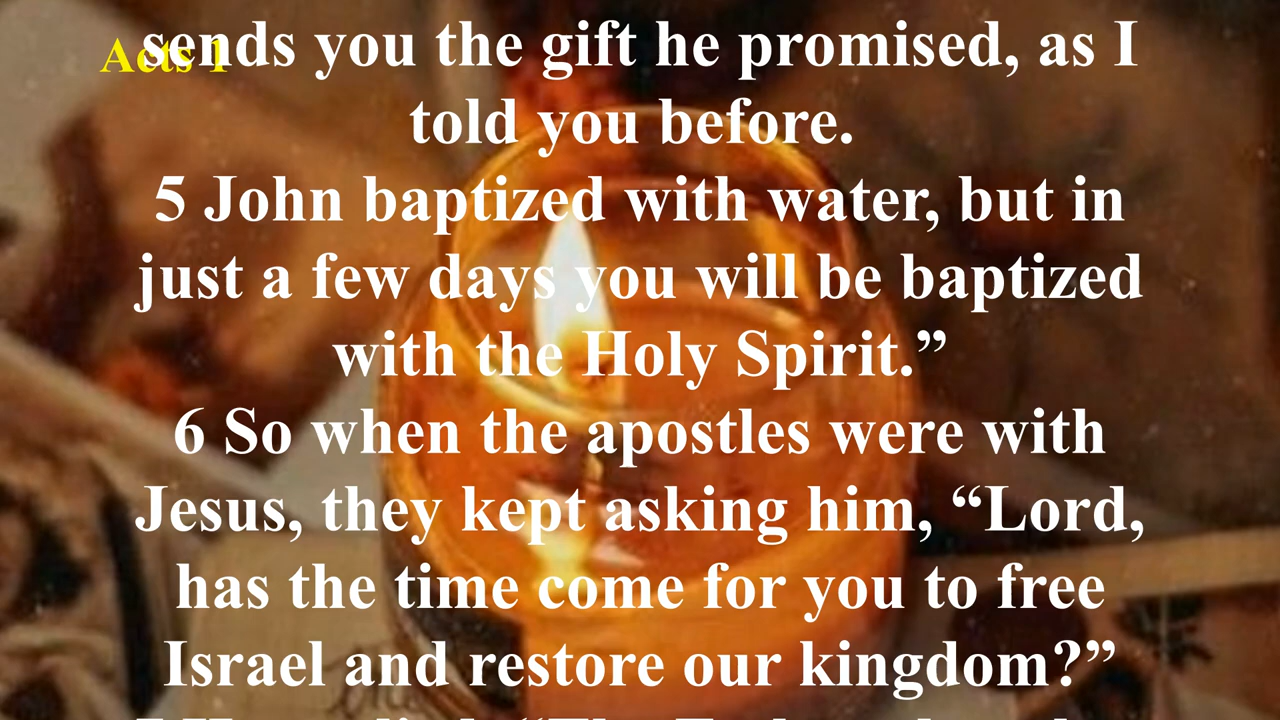 Acts 1
sends you the gift he promised, as I
told you before.
5 John baptized with water, but in
just a few days you will be baptized
with the Holy Spirit.”
6 So when the apostles were with
Jesus, they kept asking him, “Lord,
has the time come for you to free
Israel and restore our kingdom?”